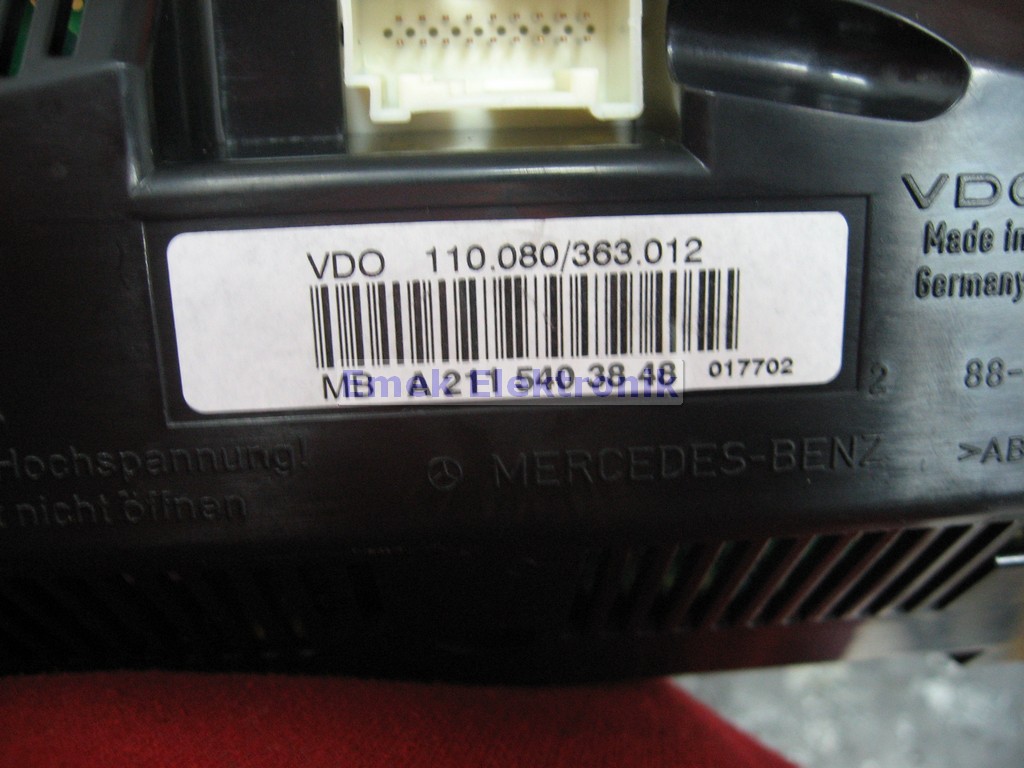 VDO 110.080/363.012
MB A 211 540 38 48 017702
Emak Elektronik
VDO
Made in
Germany
2
88-
Hochspannung!
nicht öffnen
MERCEDES-BENZ
>AB